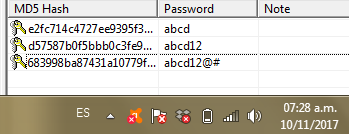 MD5 Hash Password Note
e2fc714c4727ee9395f3... abcd
d57587b0f5bbb0c3fe9... abcd12
683998ba87431a10779f... abcd12@#
ES 07:28 a.m.
10/11/2017